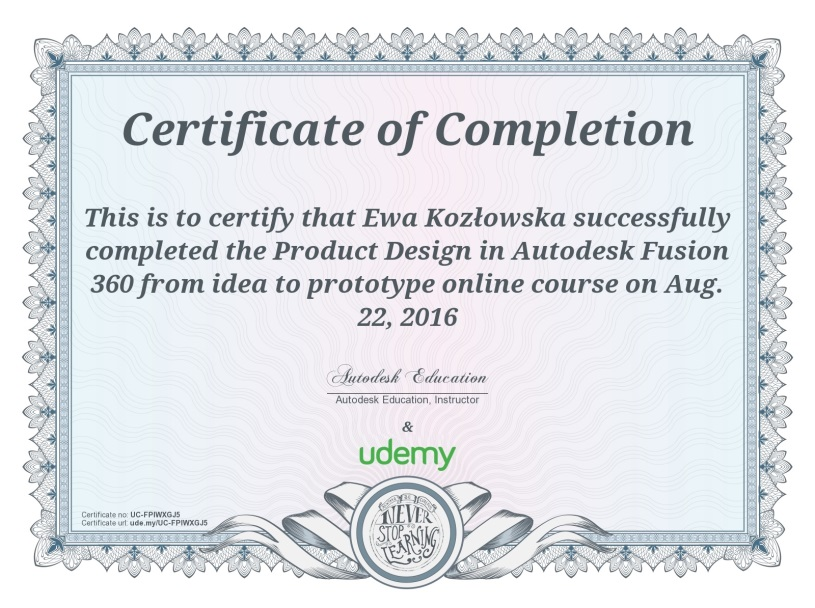 Certificate of Completion
This is to certify that Ewa Kozłowska successfully
completed the Product Design in Autodesk Fusion
360 from idea to prototype online course on Aug.
22, 2016
Autodesk Education
Autodesk Education, Instructor
&
udemy
Certificate no: UC-FPIWXGJ5
Certificate url: ude.my/UC-FPIWXGJ5
NEVER
STOP
LEARNING